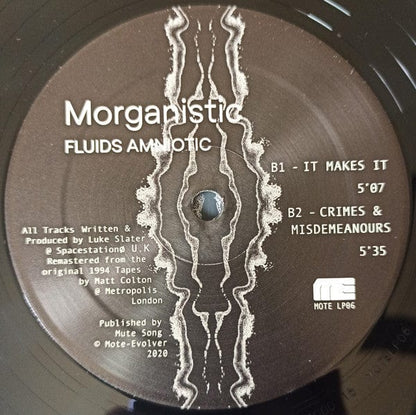 Morganistic
FLUIDS AMNIOTIC
B1 - IT MAKES IT
5'07
B2 - CRIMES &
MISDEMEANOURS
5'35
All Tracks Written &
Produced by Luke Slater
@ SpacestationØ U.K
Remastered from the
original 1994 Tapes
by Matt Colton
@ Metropolis
London
Published by
Mute Song
© Mote-Evolver
2020
MOTE LP06